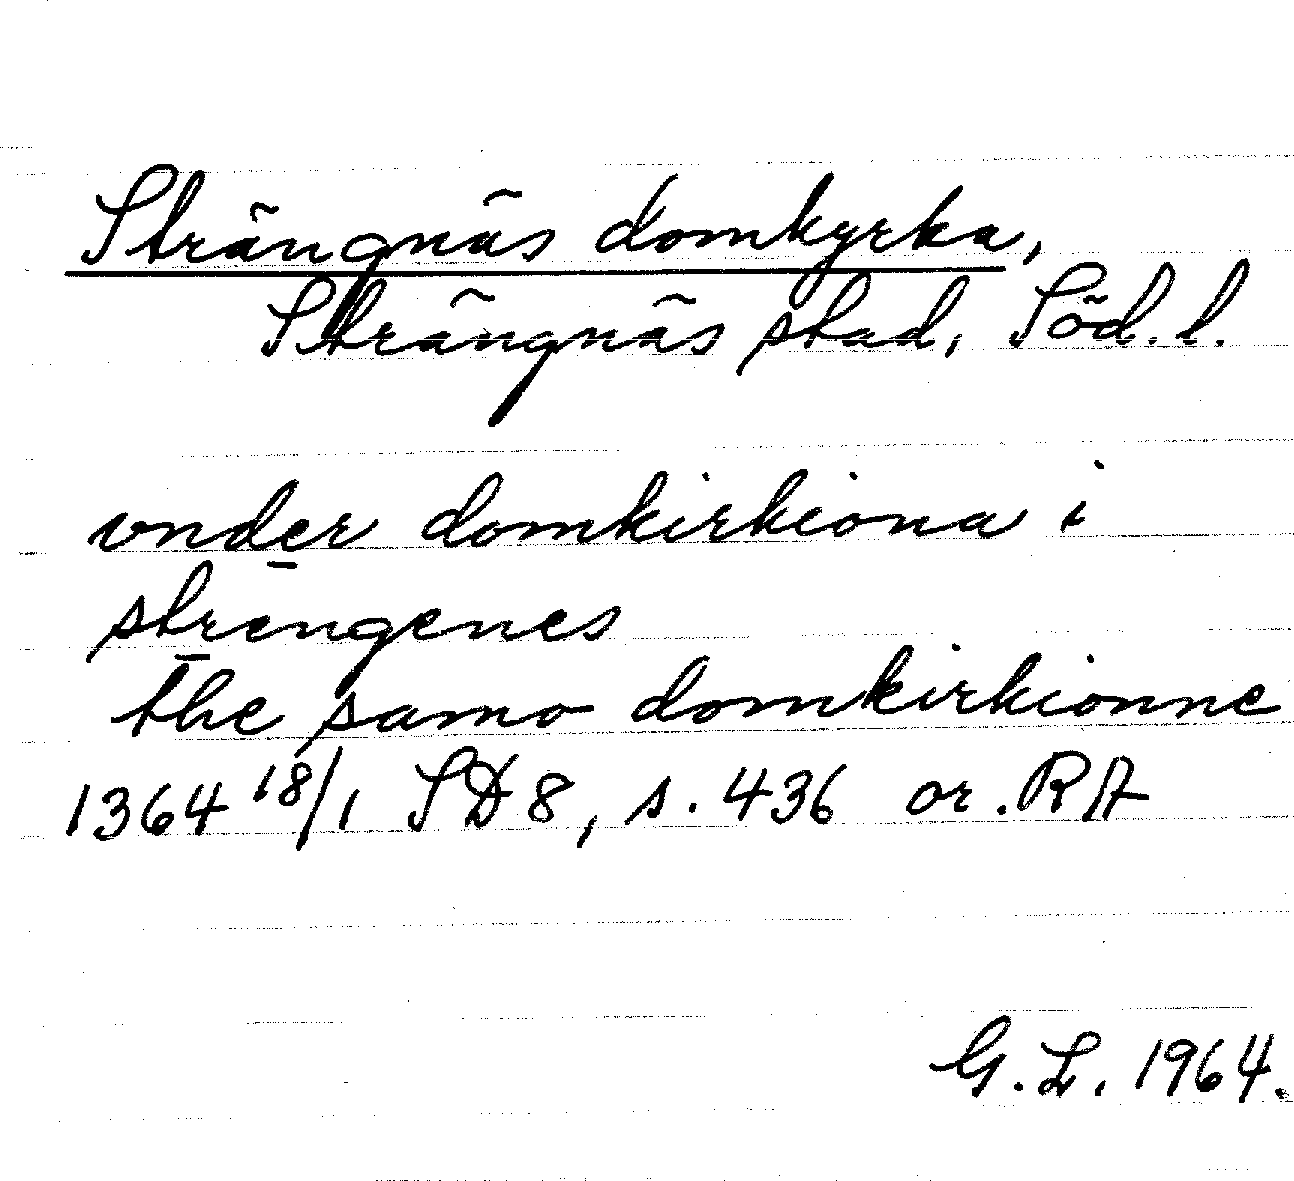 Strängnäs domkyrka,
Strängnäs stad, Söd. l.
vnder domkirkiona i
strengenes
the samo domkirkionne
1364 18/1 SD 8, s. 436 or. RA
G. L. 1964.